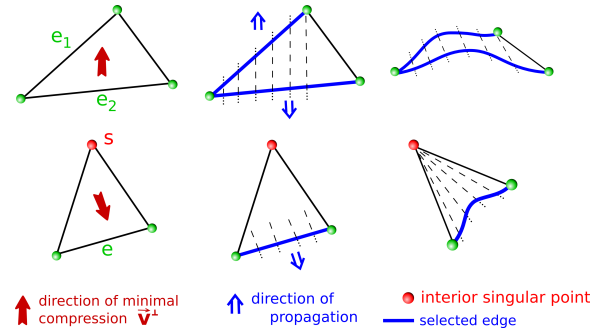 e1
e2
s
e
direction of minimal
compression v⊥
direction of
propagation
interior singular point
selected edge